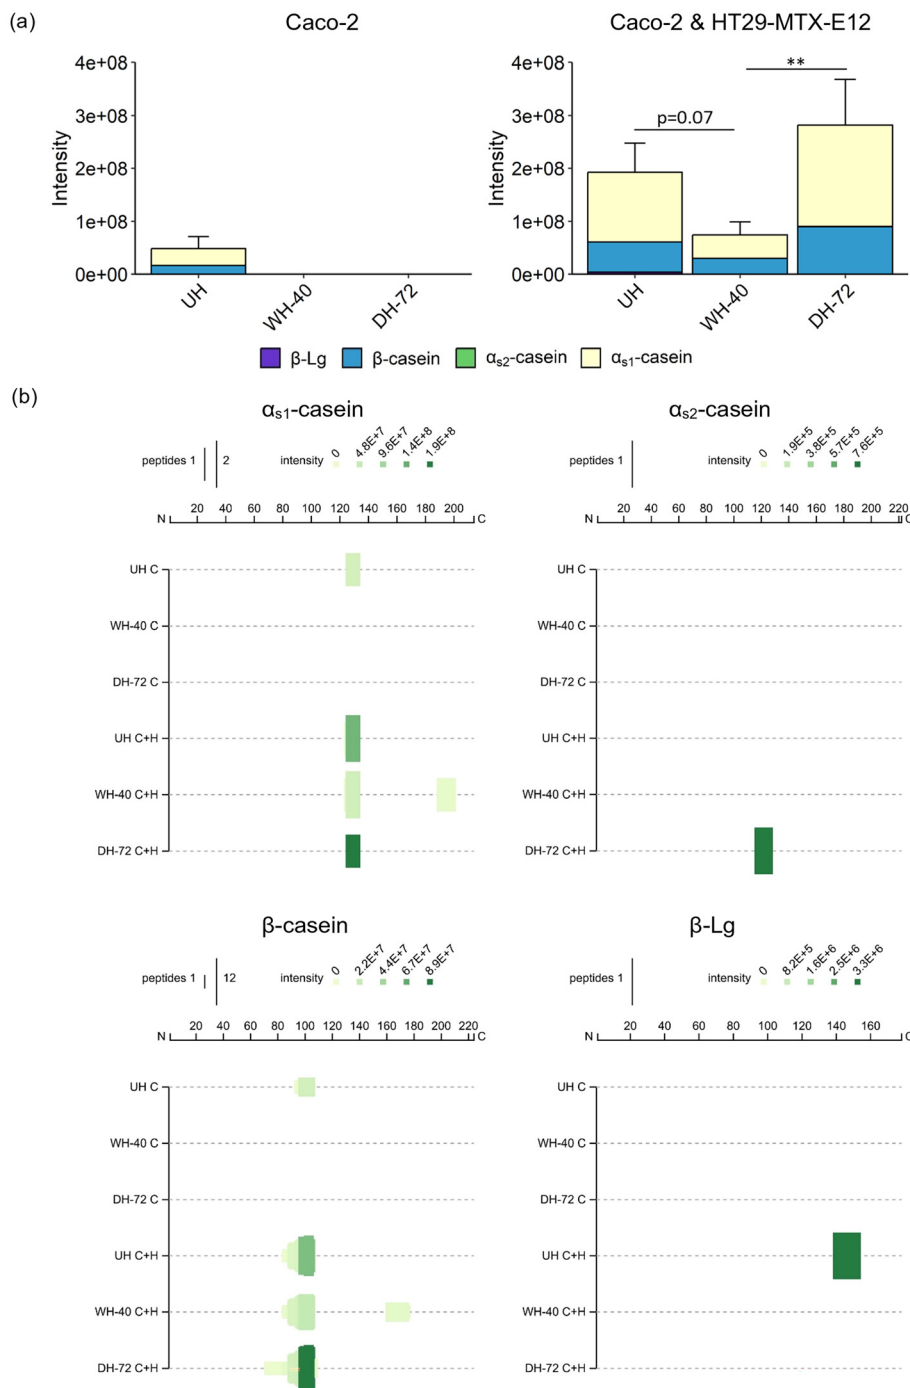 (a)
Caco-2
Caco-2 & HT29-MTX-E12
4e+08
3e+08
2e+08
1e+08
0e+00
Intensity
UH
WH-40
DH-72
4e+08
3e+08
2e+08
1e+08
0e+00
Intensity
p=0.07
**
UH
WH-40
DH-72
β-Lg
β-casein
αs2-casein
αs1-casein
(b)
αs1-casein
peptides 1 2
intensity 0 4.8E+7 9.6E+7 1.4E+8 1.9E+8
N 20 40 60 80 100 120 140 160 180 200 C
UH C
WH-40 C
DH-72 C
UH C+H
WH-40 C+H
DH-72 C+H
αs2-casein
peptides 1
intensity 0 1.9E+5 3.8E+5 5.7E+5 7.6E+5
N 20 40 60 80 100 120 140 160 180 200 220 C
UH C
WH-40 C
DH-72 C
UH C+H
WH-40 C+H
DH-72 C+H
β-casein
peptides 1 12
intensity 0 2.2E+7 4.4E+7 6.7E+7 8.9E+7
N 20 40 60 80 100 120 140 160 180 200 220 C
UH C
WH-40 C
DH-72 C
UH C+H
WH-40 C+H
DH-72 C+H
β-Lg
peptides 1
intensity 0 8.2E+5 1.6E+6 2.5E+6 3.3E+6
N 20 40 60 80 100 120 140 160 C
UH C
WH-40 C
DH-72 C
UH C+H
WH-40 C+H
DH-72 C+H